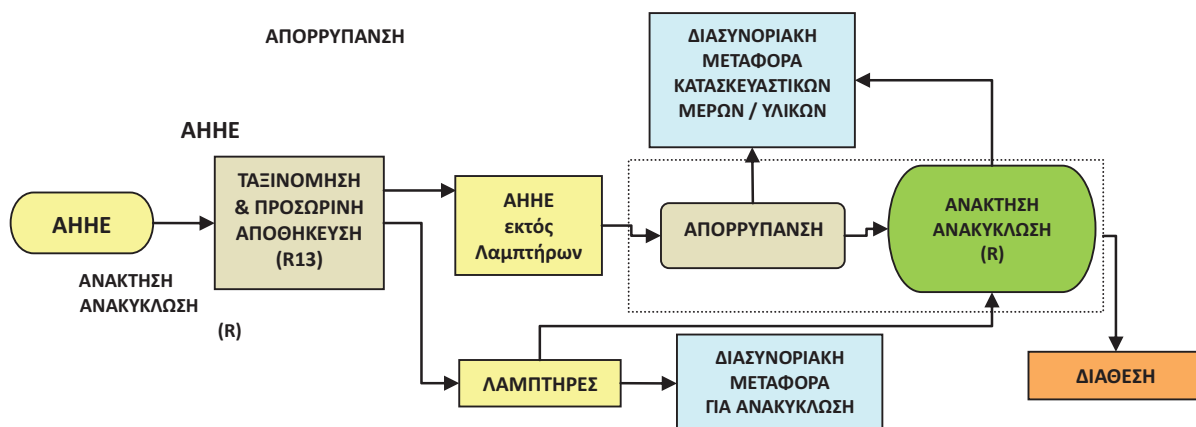 ΑΠΟΡΡΥΠΑΝΣΗ
ΔΙΑΣΥΝΟΡΙΑΚΗ
ΜΕΤΑΦΟΡΑ
ΚΑΤΑΣΚΕΥΑΣΤΙΚΩΝ
ΜΕΡΩΝ / ΥΛΙΚΩΝ
ΑΗΗΕ
ΑΗΗΕ
ΤΑΞΙΝΟΜΗΣΗ
& ΠΡΟΣΩΡΙΝΗ
ΑΠΟΘΗΚΕΥΣΗ
(R13)
ΑΗΗΕ
εκτός
Λαμπτήρων
ΑΠΟΡΡΥΠΑΝΣΗ
ΑΝΑΚΤΗΣΗ
ΑΝΑΚΥΚΛΩΣΗ
(R)
ΑΝΑΚΤΗΣΗ
ΑΝΑΚΥΚΛΩΣΗ
(R)
ΛΑΜΠΤΗΡΕΣ
ΔΙΑΣΥΝΟΡΙΑΚΗ
ΜΕΤΑΦΟΡΑ
ΓΙΑ ΑΝΑΚΥΚΛΩΣΗ
ΔΙΑΘΕΣΗ